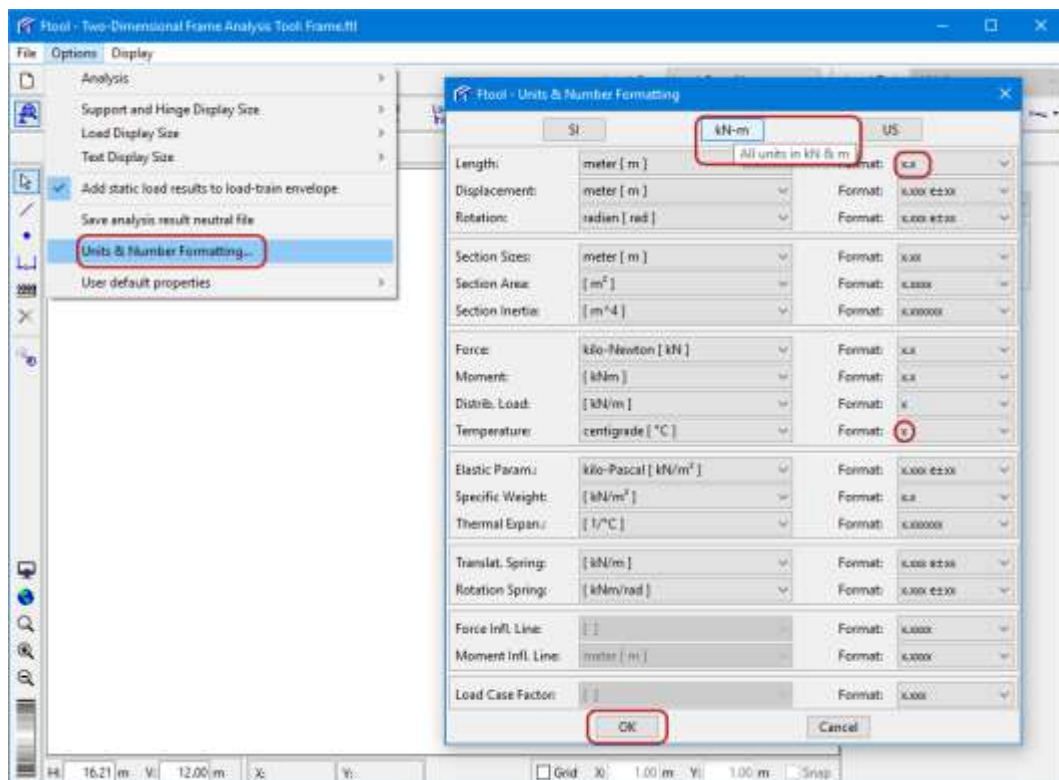 Ftool - Two-Dimensional Frame Analysis Tool: Frame.ftl
File Options Display
Analysis
Support and Hinge Display Size
Load Display Size
Text Display Size
Add static load results to load-train envelope
Save analysis result neutral file
Units & Number Formatting...
User default properties
Ftool - Units & Number Formatting
SI kN-m US
All units in kN & m
Length: meter [ m ] Format: x.x
Displacement: meter [ m ] Format: x.xxx e±xx
Rotation: radian [ rad ] Format: x.xxx e±xx
Section Sizes: meter [ m ] Format: x.xx
Section Area: [ m² ] Format: x.xxxx
Section Inertia: [ m^4 ] Format: x.xxxxxx
Force: kilo-Newton [ kN ] Format: x.x
Moment: [ kNm ] Format: x.x
Distrib. Load: [ kN/m ] Format: x
Temperature: centigrade [ °C ] Format: x
Elastic Param.: kilo-Pascal [ kN/m² ] Format: x.xxx e±xx
Specific Weight: [ kN/m³ ] Format: x.x
Thermal Expan.: [ 1/°C ] Format: x.xxxxxx
Translat. Spring: [ kN/m ] Format: x.xxx e±xx
Rotation Spring: [ kNm/rad ] Format: x.xxx e±xx
Force Infl. Line: [ ] Format: x.xxxx
Moment Infl. Line: meter [ m ] Format: x.xxxx
Load Case Factor: [ ] Format: x.xxx
OK Cancel
H: 16.21 m V: 12.00 m X: Y: Grid X: 1.00 m Y: 1.00 m Snap